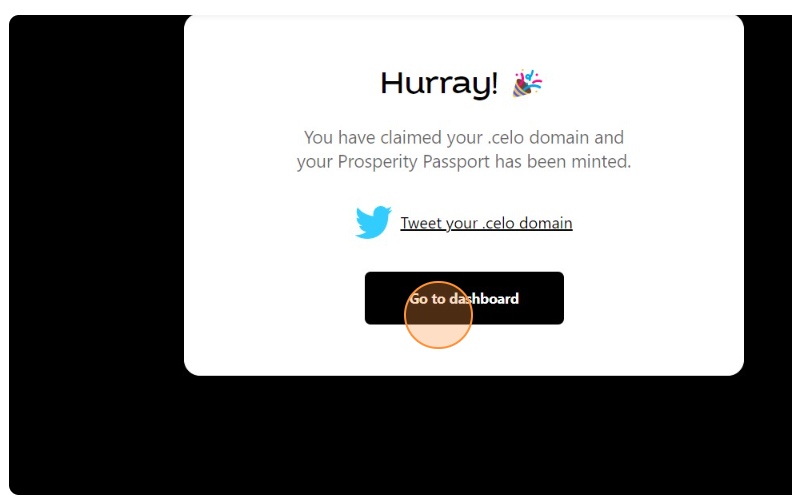 Hurray! 🎉
You have claimed your .celo domain and
your Prosperity Passport has been minted.
Tweet your .celo domain
Go to dashboard